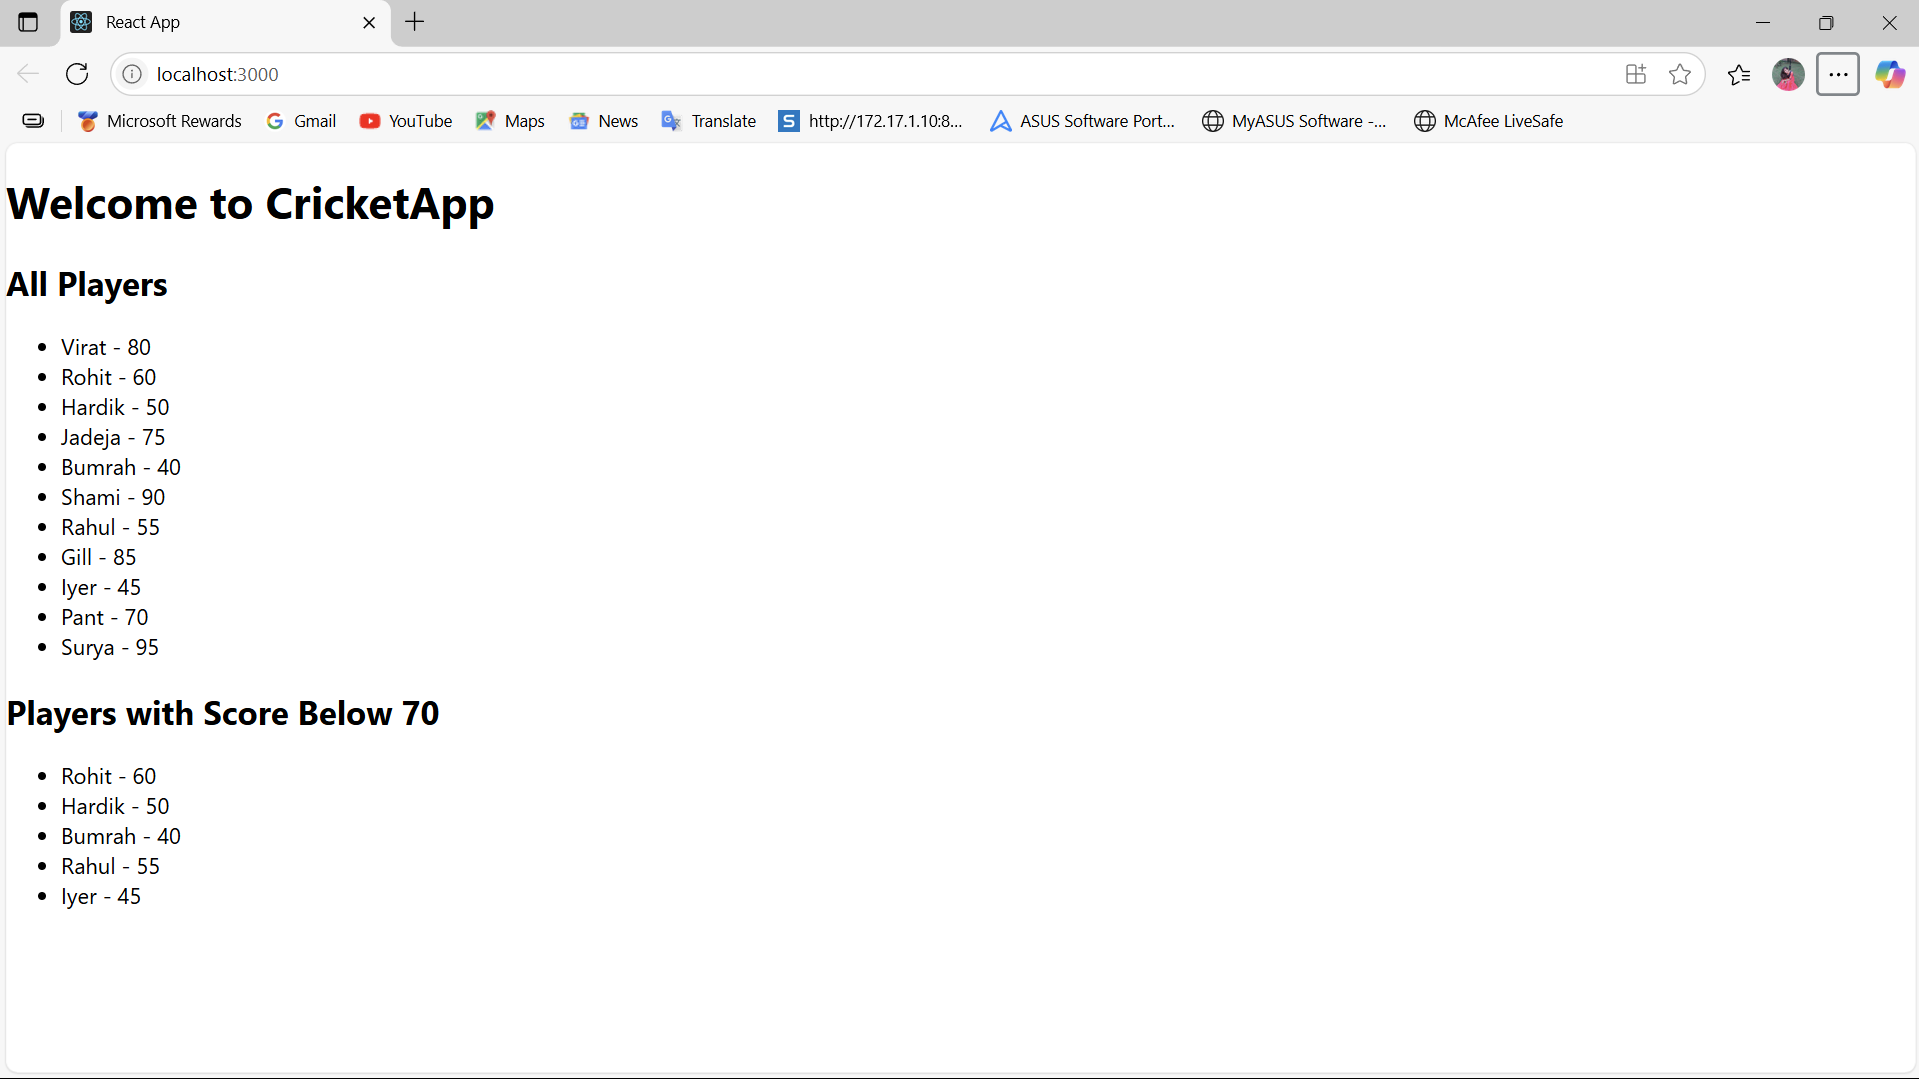 React App
localhost:3000
Microsoft Rewards Gmail YouTube Maps News Translate http://172.17.1.10:8... ASUS Software Port... MyASUS Software -... McAfee LiveSafe
Welcome to CricketApp
All Players
• Virat - 80
• Rohit - 60
• Hardik - 50
• Jadeja - 75
• Bumrah - 40
• Shami - 90
• Rahul - 55
• Gill - 85
• Iyer - 45
• Pant - 70
• Surya - 95
Players with Score Below 70
• Rohit - 60
• Hardik - 50
• Bumrah - 40
• Rahul - 55
• Iyer - 45